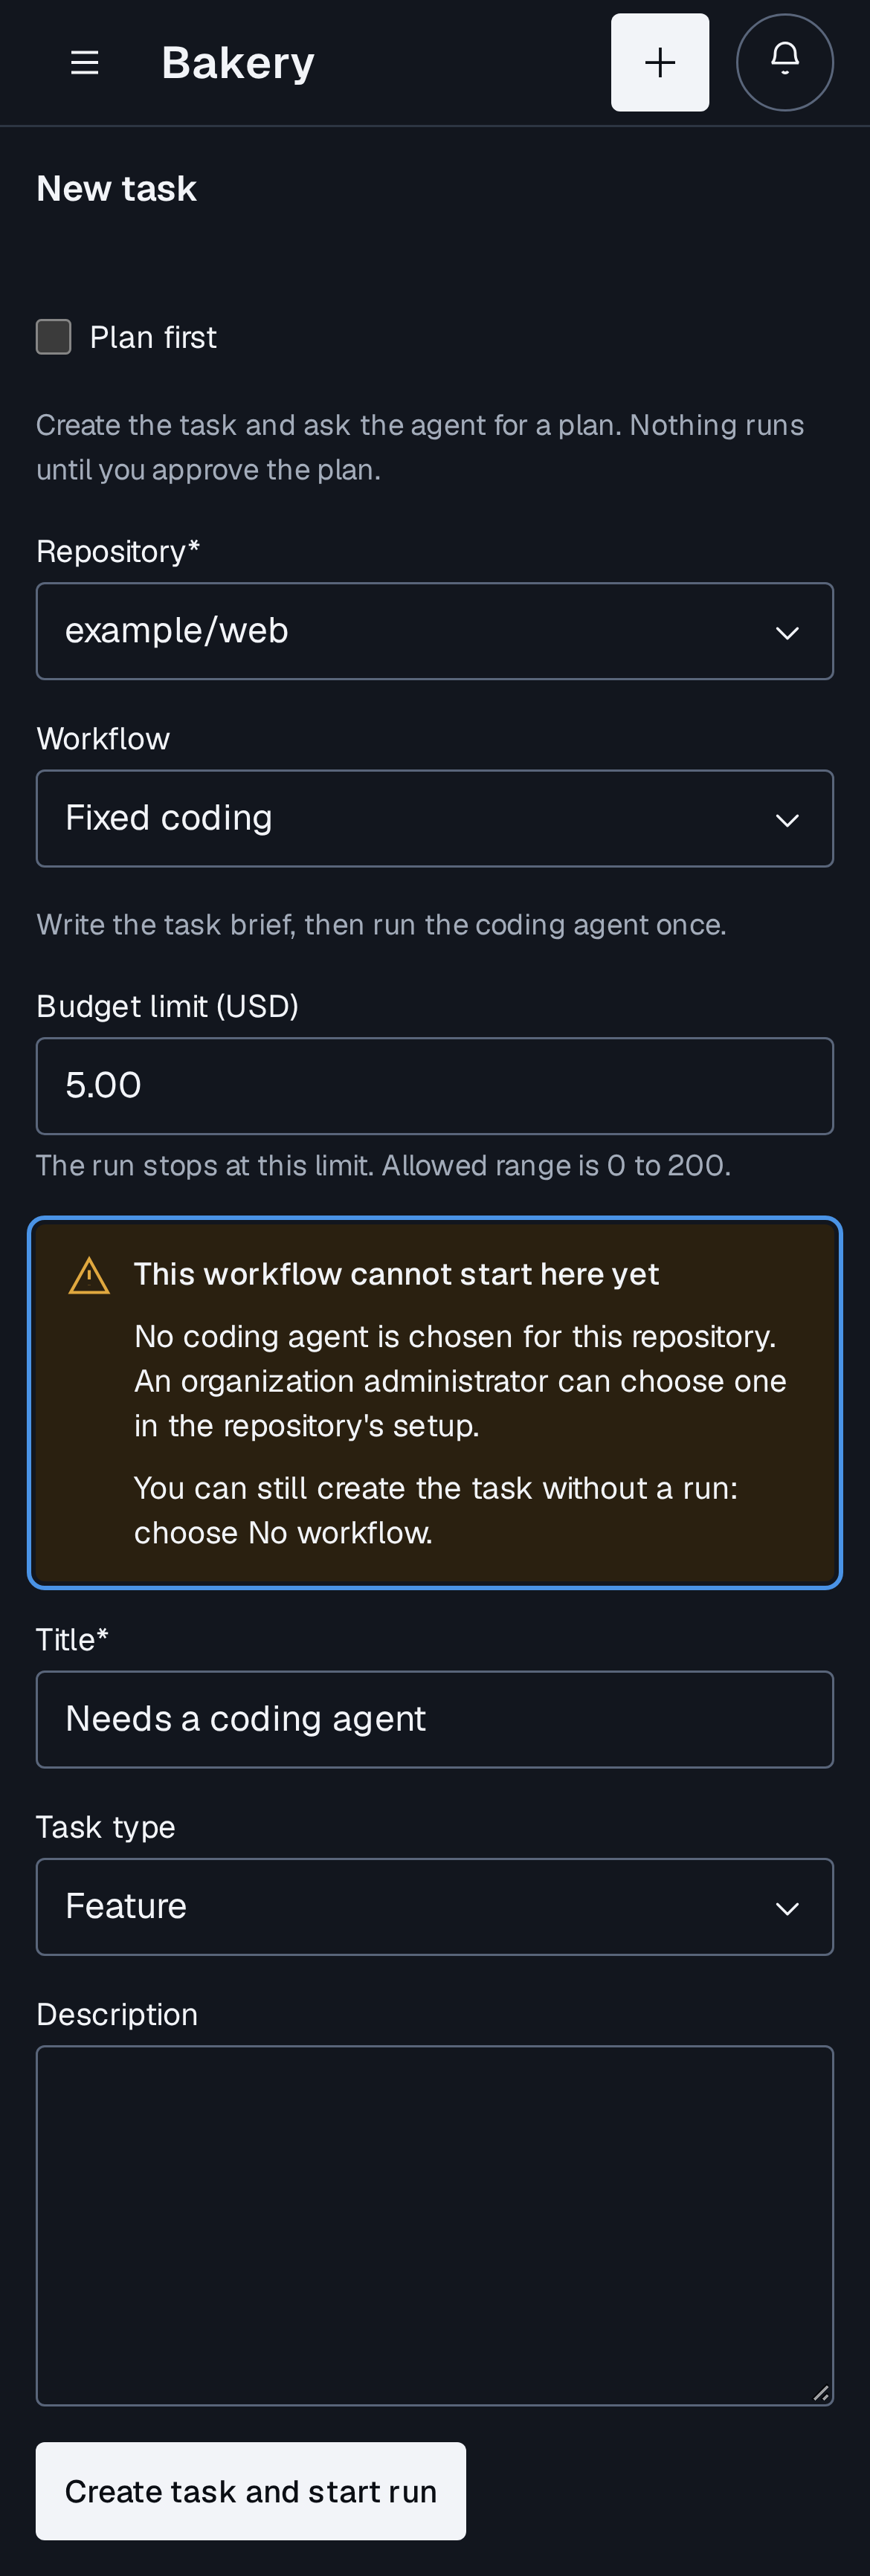 Bakery
New task
Plan first
Create the task and ask the agent for a plan. Nothing runs
until you approve the plan.
Repository*
example/web
Workflow
Fixed coding
Write the task brief, then run the coding agent once.
Budget limit (USD)
5.00
The run stops at this limit. Allowed range is 0 to 200.
This workflow cannot start here yet
No coding agent is chosen for this repository.
An organization administrator can choose one
in the repository's setup.
You can still create the task without a run:
choose No workflow.
Title*
Needs a coding agent
Task type
Feature
Description
Create task and start run